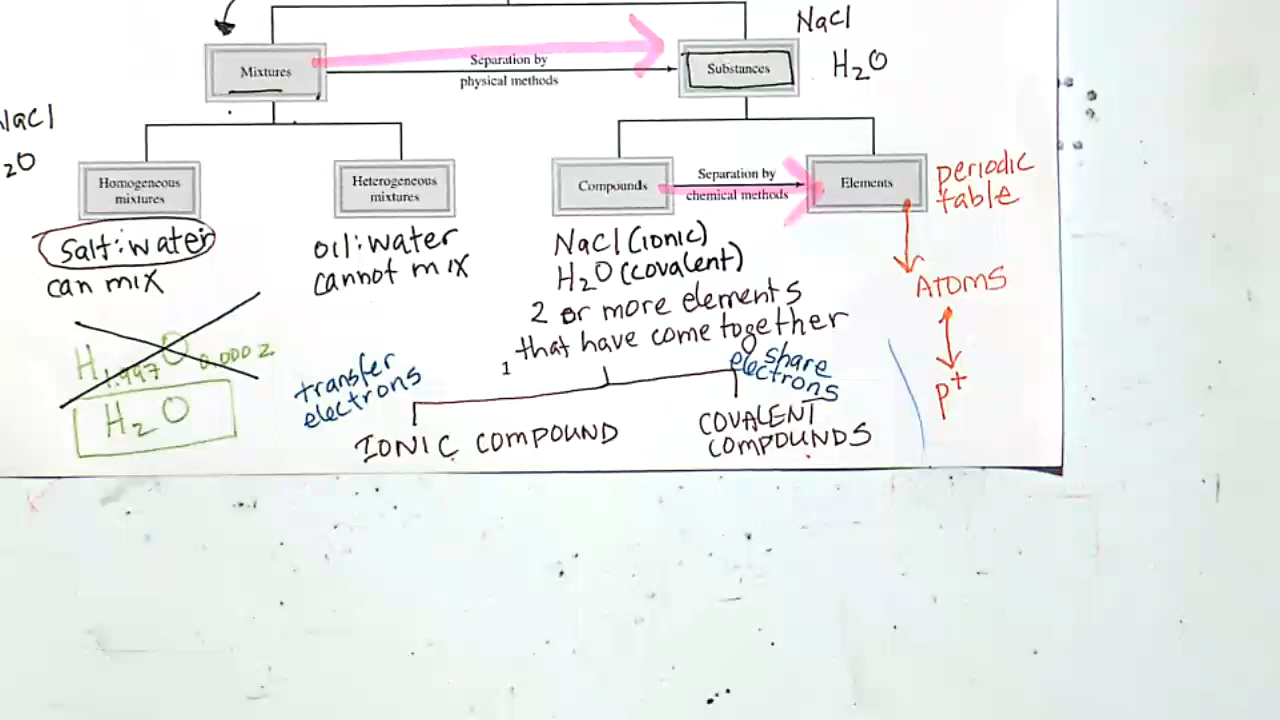 NaCl
H₂O
Mixtures
Separation by
physical methods
Substances
NaCl
₂O
Homogeneous
mixtures
Heterogeneous
mixtures
Compounds
Separation by
chemical methods
Elements
periodic
table
salt:water
can mix
oil:water
cannot mix
NaCl (ionic)
H₂O (covalent)
2 or more elements
that have come together
1
ATOMS
p⁺
H₁.₉₉₇O₀.₀₀₀₂
H₂O
transfer
electrons
share
electrons
IONIC COMPOUND
COVALENT
COMPOUNDS